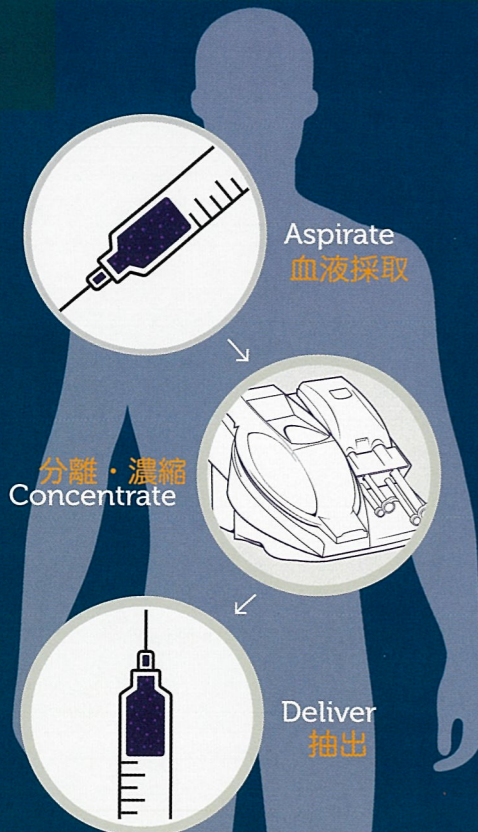 Aspirate
血液採取
分離・濃縮
Concentrate
Deliver
抽出